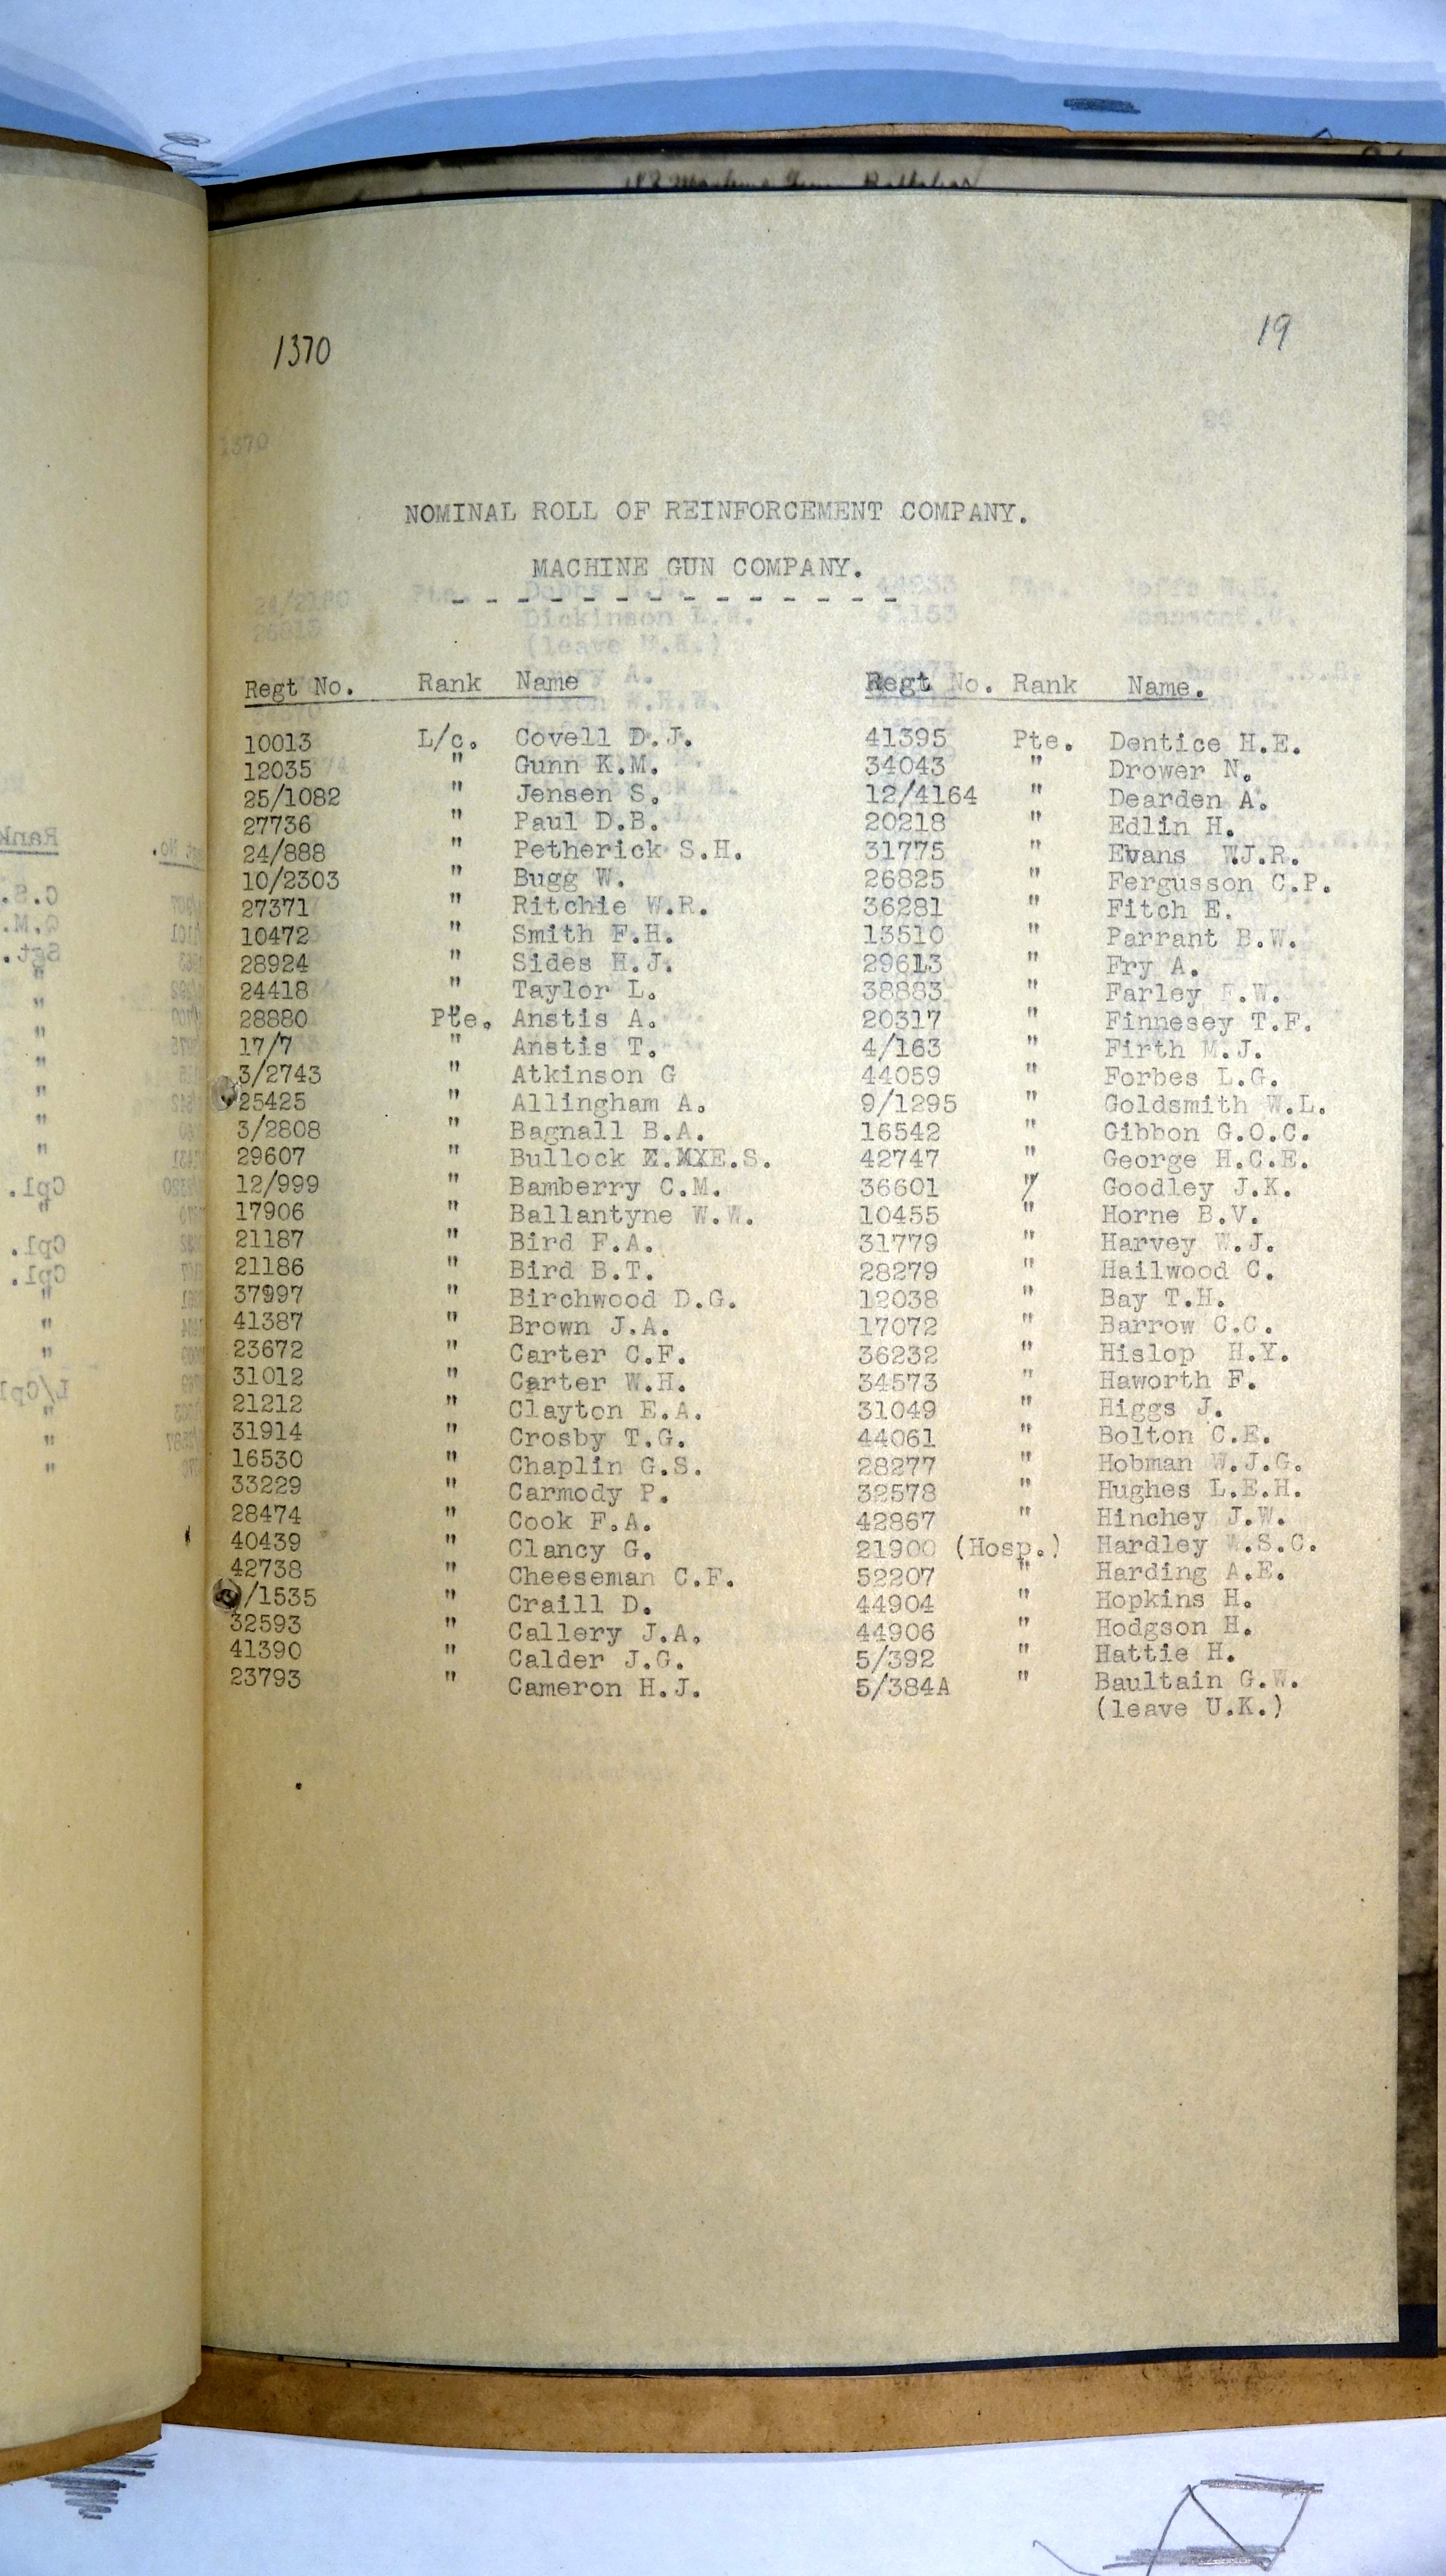 1370
19
NOMINAL ROLL OF REINFORCEMENT COMPANY.
MACHINE GUN COMPANY.
Regt No. Rank Name Regt No. Rank Name.
10013 L/c. Covell D.J. 41395 Pte. Dentice H.E.
12035 " Gunn K.M. 34043 " Drower N.
25/1082 " Jensen S. 12/4164 " Dearden A.
27736 " Paul D.B. 20218 " Edlin H.
24/888 " Petherick S.H. 31775 " Evans W.J.R.
10/2303 " Bugg W. 26825 " Fergusson C.P.
27371 " Ritchie W.R. 36281 " Fitch E.
10472 " Smith F.H. 13510 " Parrant B.W.
28924 " Sides H.J. 29613 " Fry A.
24418 " Taylor L. 38883 " Farley F.W.
28880 Pte. Anstis A. 20317 " Finnesey T.F.
17/7 " Anstis T. 4/163 " Firth M.J.
3/2743 " Atkinson G 44059 " Forbes L.G.
25425 " Allingham A. 9/1295 " Goldsmith W.L.
3/2808 " Bagnall B.A. 16542 " Gibbon G.O.C.
29607 " Bullock E.S. 42747 " George H.C.E.
12/999 " Bamberry C.M. 36601 " Goodley J.K.
17906 " Ballantyne W.W. 10455 " Horne B.V.
21187 " Bird F.A. 31779 " Harvey W.J.
21186 " Bird B.T. 28279 " Hailwood C.
37997 " Birchwood D.G. 12038 " Bay T.H.
41387 " Brown J.A. 17072 " Barrow C.C.
23672 " Carter C.F. 36232 " Hislop H.Y.
31012 " Carter W.H. 34573 " Haworth F.
21212 " Clayton E.A. 31049 " Higgs J.
31914 " Crosby T.G. 44061 " Bolton C.E.
16530 " Chaplin G.S. 28277 " Hobman W.J.G.
33229 " Carmody P. 32578 " Hughes L.E.H.
28474 " Cook F.A. 42867 " Hinchey J.W.
40439 " Clancy G. 21900 (Hosp.) Hardley W.S.C.
42738 " Cheeseman C.F. 52207 " Harding A.E.
/1535 " Craill D. 44904 " Hopkins H.
32593 " Callery J.A. 44906 " Hodgson H.
41390 " Calder J.G. 5/392 " Hattie H.
23793 " Cameron H.J. 5/384A " Baultain G.W.
(leave U.K.)